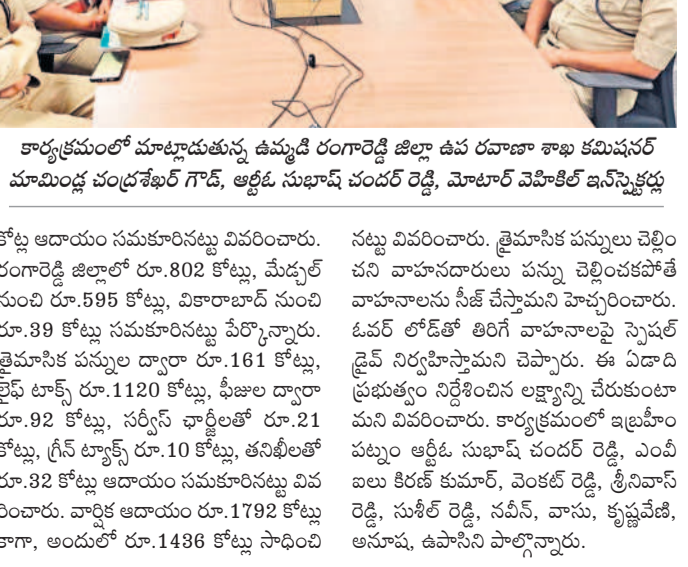 కార్యక్రమంలో మాట్లాడుతున్న ఉమ్మడి రంగారెడ్డి జిల్లా ఉప రవాణా శాఖ కమిషనర్
మామిండ్ల చంద్రశేఖర్ గౌడ్, ఆర్టీఓ సుభాష్ చందర్ రెడ్డి, మోటార్ వెహికిల్ ఇన్‌స్పెక్టర్లు
కోట్ల ఆదాయం సమకూరినట్టు వివరించారు.
రంగారెడ్డి జిల్లాలో రూ.802 కోట్లు, మేడ్చల్
నుంచి రూ.595 కోట్లు, వికారాబాద్ నుంచి
రూ.39 కోట్లు సమకూరినట్టు పేర్కొన్నారు.
త్రైమాసిక పన్నుల ద్వారా రూ.161 కోట్లు,
లైఫ్ టాక్స్ రూ.1120 కోట్లు, ఫీజుల ద్వారా
రూ.92 కోట్లు, సర్వీస్ ఛార్జీలతో రూ.21
కోట్లు, గ్రీన్ ట్యాక్స్ రూ.10 కోట్లు, తనిఖీలతో
రూ.32 కోట్లు ఆదాయం సమకూరినట్టు వివ
రించారు. వార్షిక ఆదాయం రూ.1792 కోట్లు
కాగా, అందులో రూ.1436 కోట్లు సాధించి
నట్టు వివరించారు. త్రైమాసిక పన్నులు చెల్లిం
చని వాహనదారులు పన్ను చెల్లించకపోతే
వాహనాలను సీజ్ చేస్తామని హెచ్చరించారు.
ఓవర్ లోడ్‌తో తిరిగే వాహనాలపై స్పెషల్
డ్రైవ్ నిర్వహిస్తామని చెప్పారు. ఈ ఏడాది
ప్రభుత్వం నిర్దేశించిన లక్ష్యాన్ని చేరుకుంటా
మని వివరించారు. కార్యక్రమంలో ఇబ్రహీం
పట్నం ఆర్టీఓ సుభాష్ చందర్ రెడ్డి, ఎంవీ
ఐలు కిరణ్ కుమార్, వెంకట్ రెడ్డి, శ్రీనివాస్
రెడ్డి, సుశీల్ రెడ్డి, నవీన్, వాసు, కృష్ణవేణి,
అనూష, ఉపాసిని పాల్గొన్నారు.